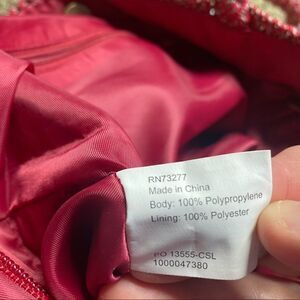 RN73277
Made in China
Body: 100% Polypropylene
Lining: 100% Polyester
PO 13555-CSL
1000047380